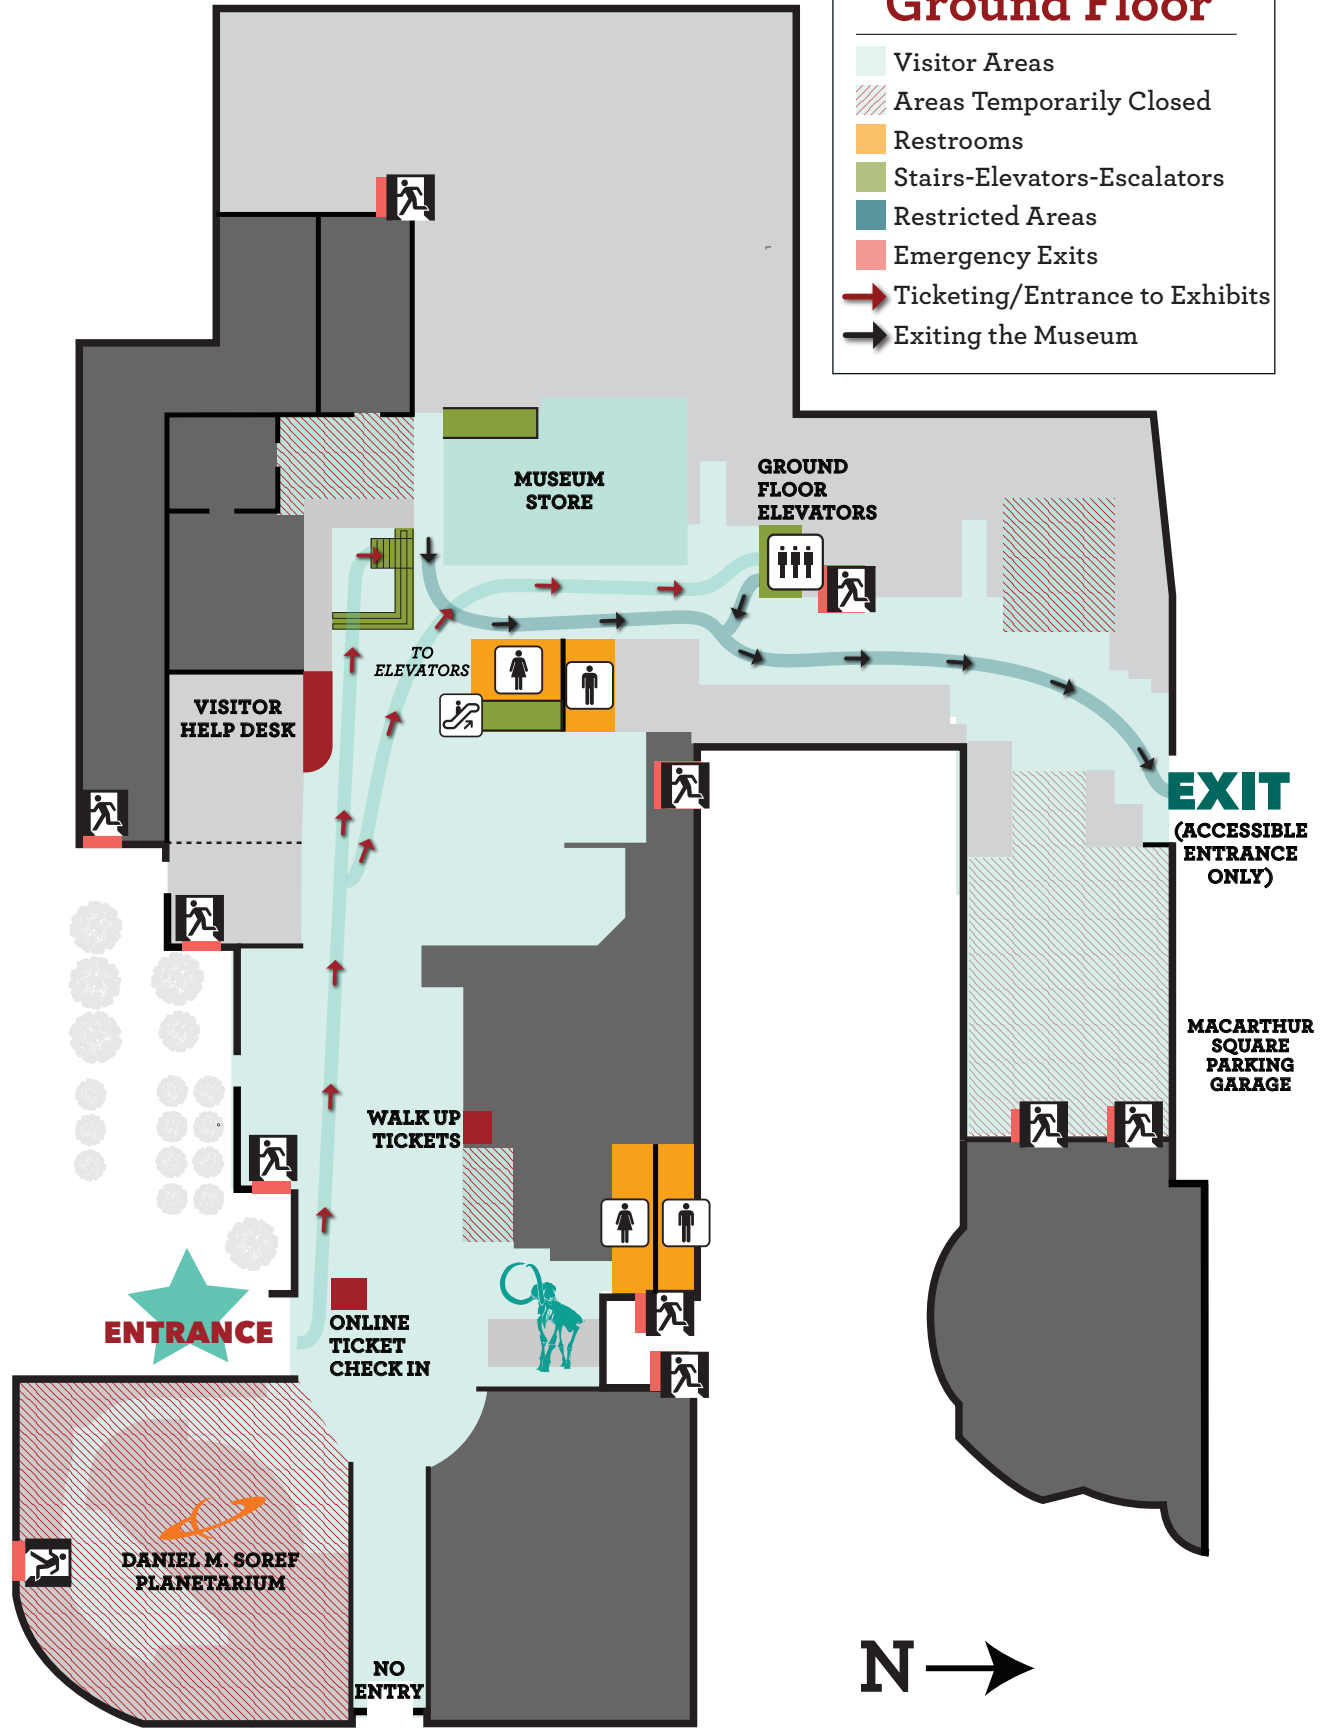 Ground Floor
Visitor Areas
Areas Temporarily Closed
Restrooms
Stairs-Elevators-Escalators
Restricted Areas
Emergency Exits
Ticketing/Entrance to Exhibits
Exiting the Museum
MUSEUM
STORE
GROUND
FLOOR
ELEVATORS
TO
ELEVATORS
VISITOR
HELP DESK
EXIT
(ACCESSIBLE
ENTRANCE
ONLY)
MACARTHUR
SQUARE
PARKING
GARAGE
WALK UP
TICKETS
ENTRANCE
ONLINE
TICKET
CHECK IN
DANIEL M. SOREF
PLANETARIUM
NO
ENTRY
N